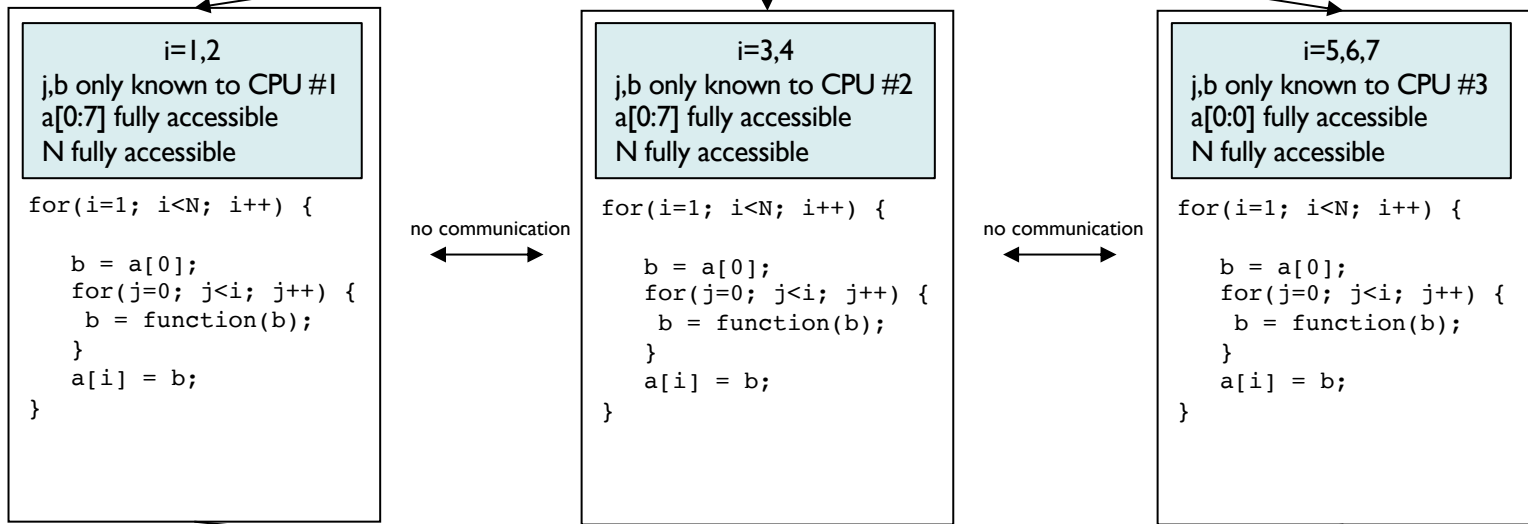 i=1,2
j,b only known to CPU #1
a[0:7] fully accessible
N fully accessible
for(i=1; i<N; i++) {
b = a[0];
for(j=0; j<i; j++) {
b = function(b);
}
a[i] = b;
}
no communication
i=3,4
j,b only known to CPU #2
a[0:7] fully accessible
N fully accessible
for(i=1; i<N; i++) {
b = a[0];
for(j=0; j<i; j++) {
b = function(b);
}
a[i] = b;
}
no communication
i=5,6,7
j,b only known to CPU #3
a[0:0] fully accessible
N fully accessible
for(i=1; i<N; i++) {
b = a[0];
for(j=0; j<i; j++) {
b = function(b);
}
a[i] = b;
}